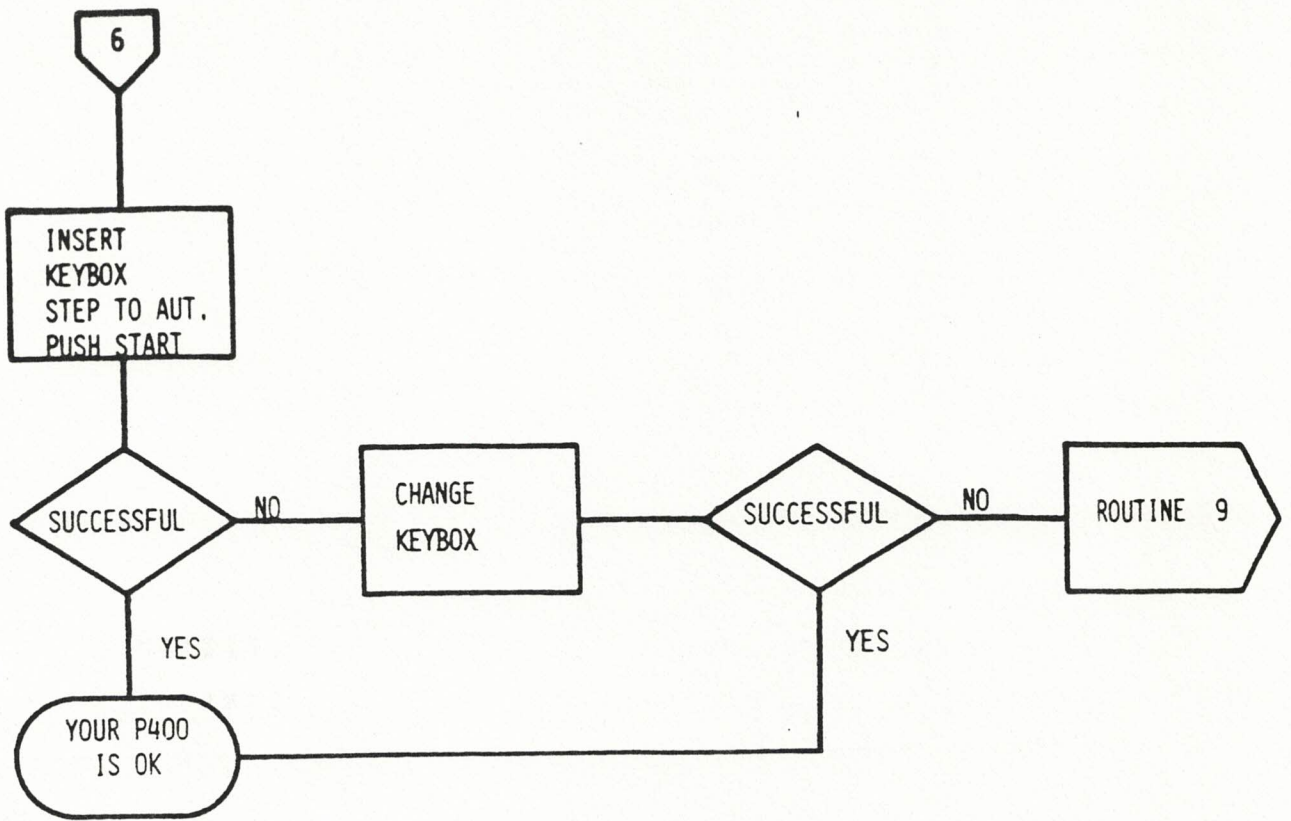 6
INSERT
KEYBOX
STEP TO AUT.
PUSH START
SUCCESSFUL
NO
CHANGE
KEYBOX
SUCCESSFUL
NO
ROUTINE 9
YES
YES
YOUR P400
IS OK